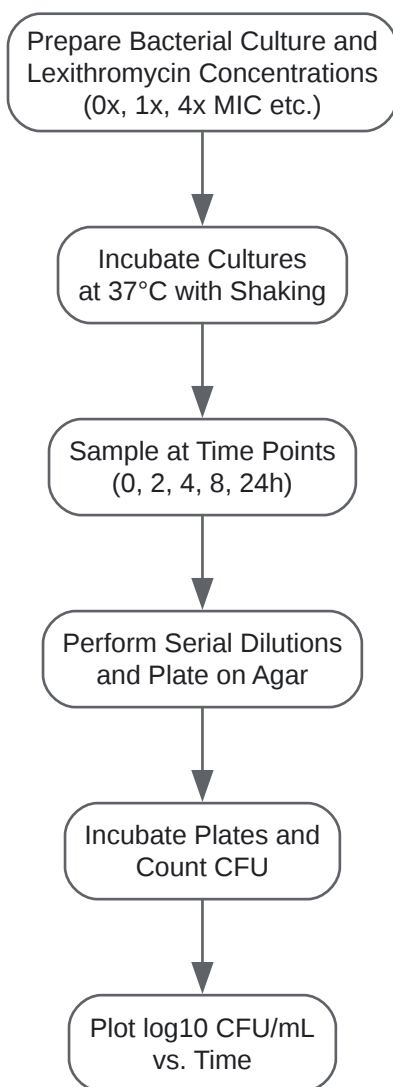 Prepare Bacterial Culture and
Lexithromycin Concentrations
(0x, 1x, 4x MIC etc.)
Incubate Cultures
at 37°C with Shaking
Sample at Time Points
(0, 2, 4, 8, 24h)
Perform Serial Dilutions
and Plate on Agar
Incubate Plates and
Count CFU
Plot log10 CFU/mL
vs. Time